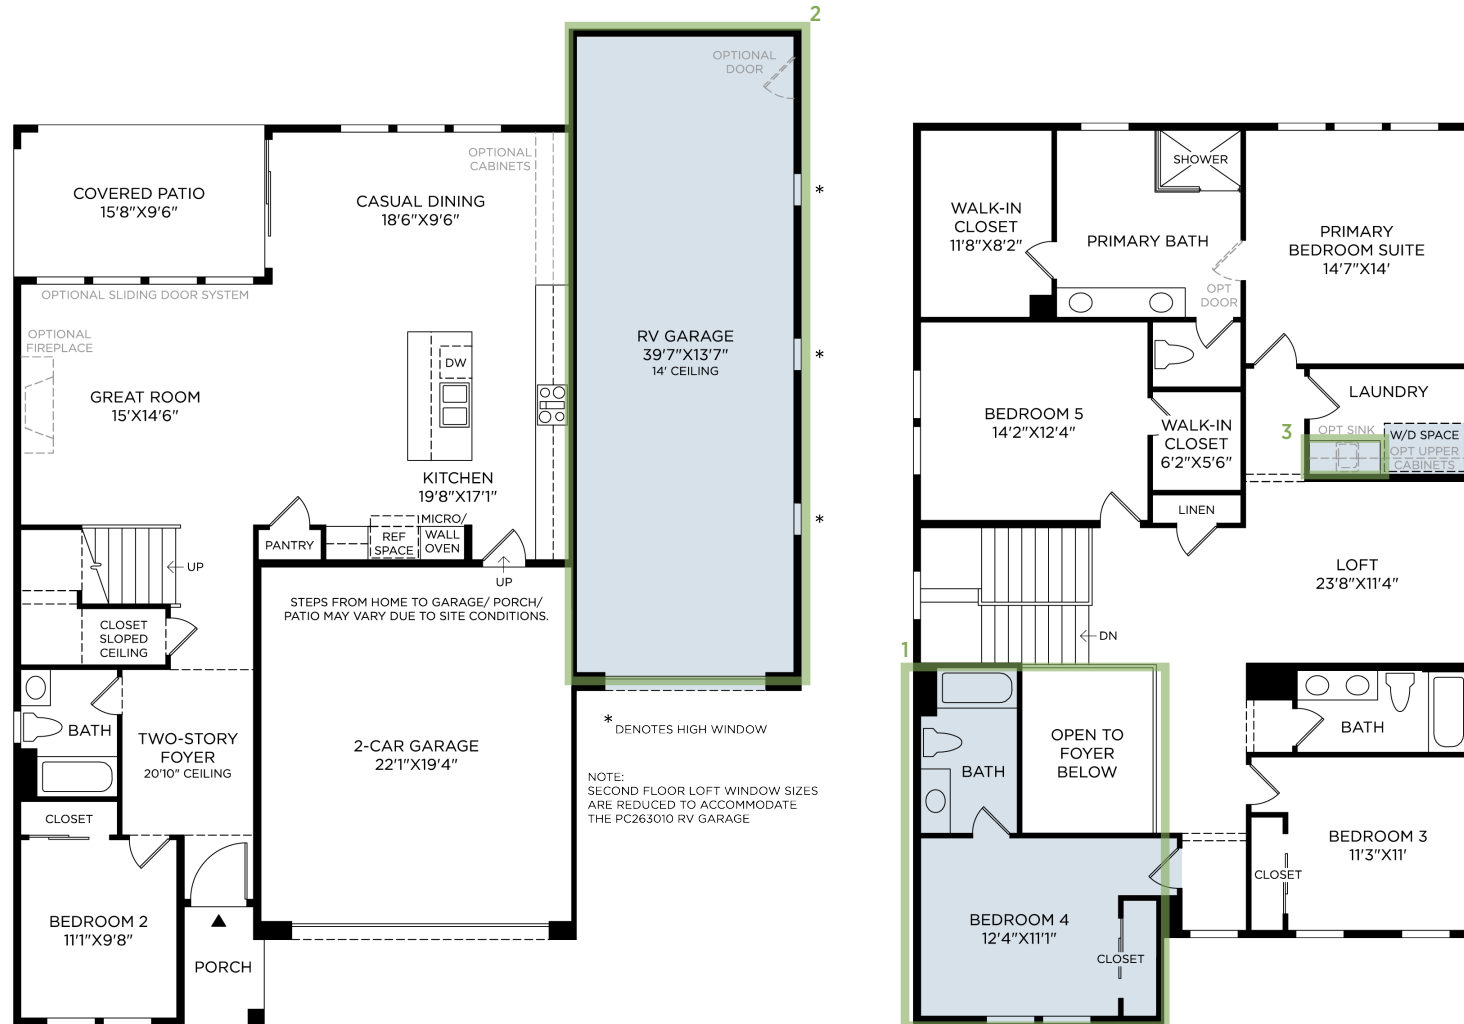 2
OPTIONAL
DOOR
COVERED PATIO
15'8"X9'6"
OPTIONAL
CABINETS
CASUAL DINING
18'6"X9'6"
*
OPTIONAL SLIDING DOOR SYSTEM
OPTIONAL
FIREPLACE
RV GARAGE
39'7"X13'7"
14' CEILING
*
DW
GREAT ROOM
15'X14'6"
KITCHEN
19'8"X17'1"
MICRO/
WALL
OVEN
REF
SPACE
PANTRY
*
UP
UP
STEPS FROM HOME TO GARAGE/ PORCH/
PATIO MAY VARY DUE TO SITE CONDITIONS.
CLOSET
SLOPED
CEILING
BATH
TWO-STORY
FOYER
20'10" CEILING
2-CAR GARAGE
22'1"X19'4"
* DENOTES HIGH WINDOW
NOTE:
SECOND FLOOR LOFT WINDOW SIZES
ARE REDUCED TO ACCOMMODATE
THE PC263010 RV GARAGE
CLOSET
BEDROOM 2
11'1"X9'8"
PORCH
SHOWER
WALK-IN
CLOSET
11'8"X8'2"
PRIMARY BATH
PRIMARY
BEDROOM SUITE
14'7"X14'
OPT
DOOR
BEDROOM 5
14'2"X12'4"
WALK-IN
CLOSET
6'2"X5'6"
LAUNDRY
3
OPT SINK
W/D SPACE
OPT UPPER
CABINETS
LINEN
LOFT
23'8"X11'4"
DN
1
BATH
OPEN TO
FOYER
BELOW
BATH
BEDROOM 3
11'3"X11'
CLOSET
BEDROOM 4
12'4"X11'1"
CLOSET